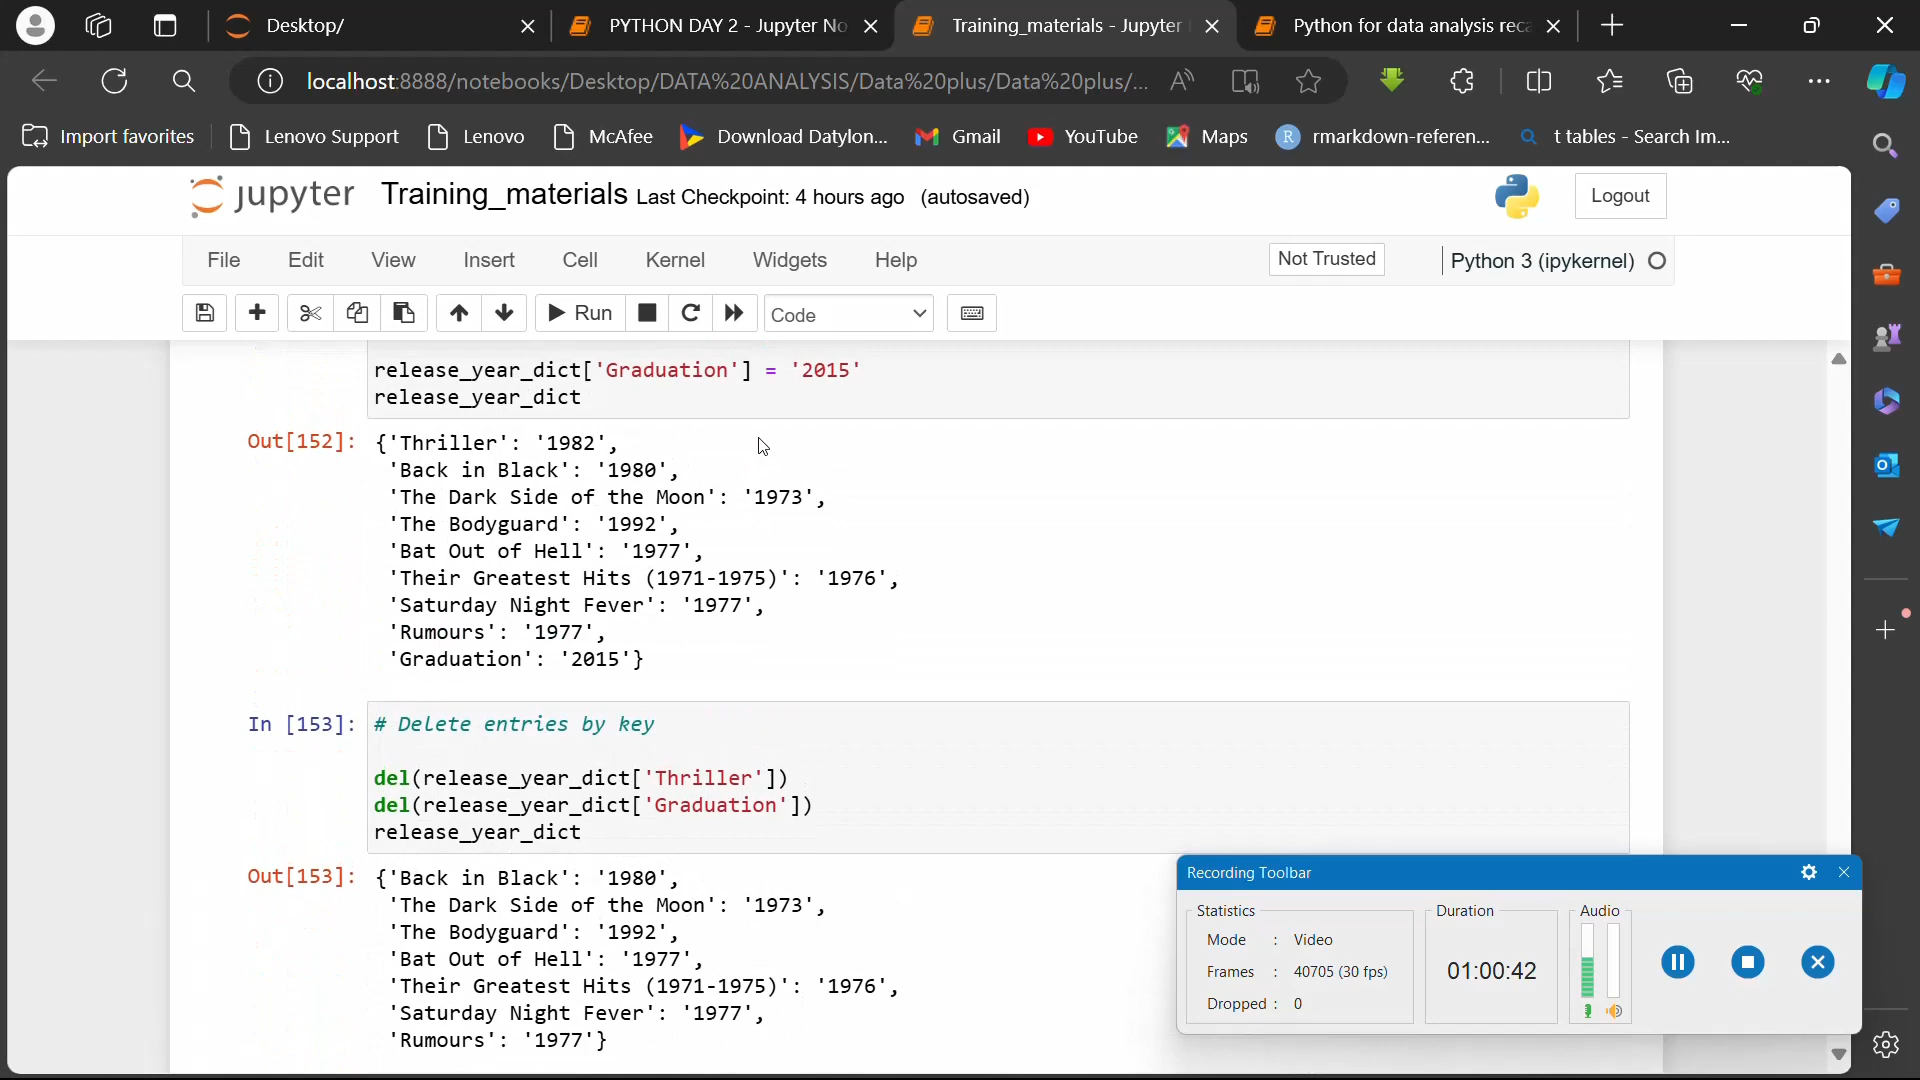 Desktop/
PYTHON DAY 2 - Jupyter No
Training_materials - Jupyter
Python for data analysis reca
localhost:8888/notebooks/Desktop/DATA%20ANALYSIS/Data%20plus/Data%20plus/...
Import favorites
Lenovo Support
Lenovo
McAfee
Download Datylon...
Gmail
YouTube
Maps
rmarkdown-referen...
t tables - Search Im...
jupyter Training_materials Last Checkpoint: 4 hours ago (autosaved)
Logout
File Edit View Insert Cell Kernel Widgets Help
Not Trusted
Python 3 (ipykernel)
Run
Code
release_year_dict['Graduation'] = '2015'
release_year_dict
Out[152]: {'Thriller': '1982',
'Back in Black': '1980',
'The Dark Side of the Moon': '1973',
'The Bodyguard': '1992',
'Bat Out of Hell': '1977',
'Their Greatest Hits (1971-1975)': '1976',
'Saturday Night Fever': '1977',
'Rumours': '1977',
'Graduation': '2015'}
In [153]: # Delete entries by key
del(release_year_dict['Thriller'])
del(release_year_dict['Graduation'])
release_year_dict
Out[153]: {'Back in Black': '1980',
'The Dark Side of the Moon': '1973',
'The Bodyguard': '1992',
'Bat Out of Hell': '1977',
'Their Greatest Hits (1971-1975)': '1976',
'Saturday Night Fever': '1977',
'Rumours': '1977'}
Recording Toolbar
Statistics
Mode : Video
Frames : 40705 (30 fps)
Dropped : 0
Duration
01:00:42
Audio